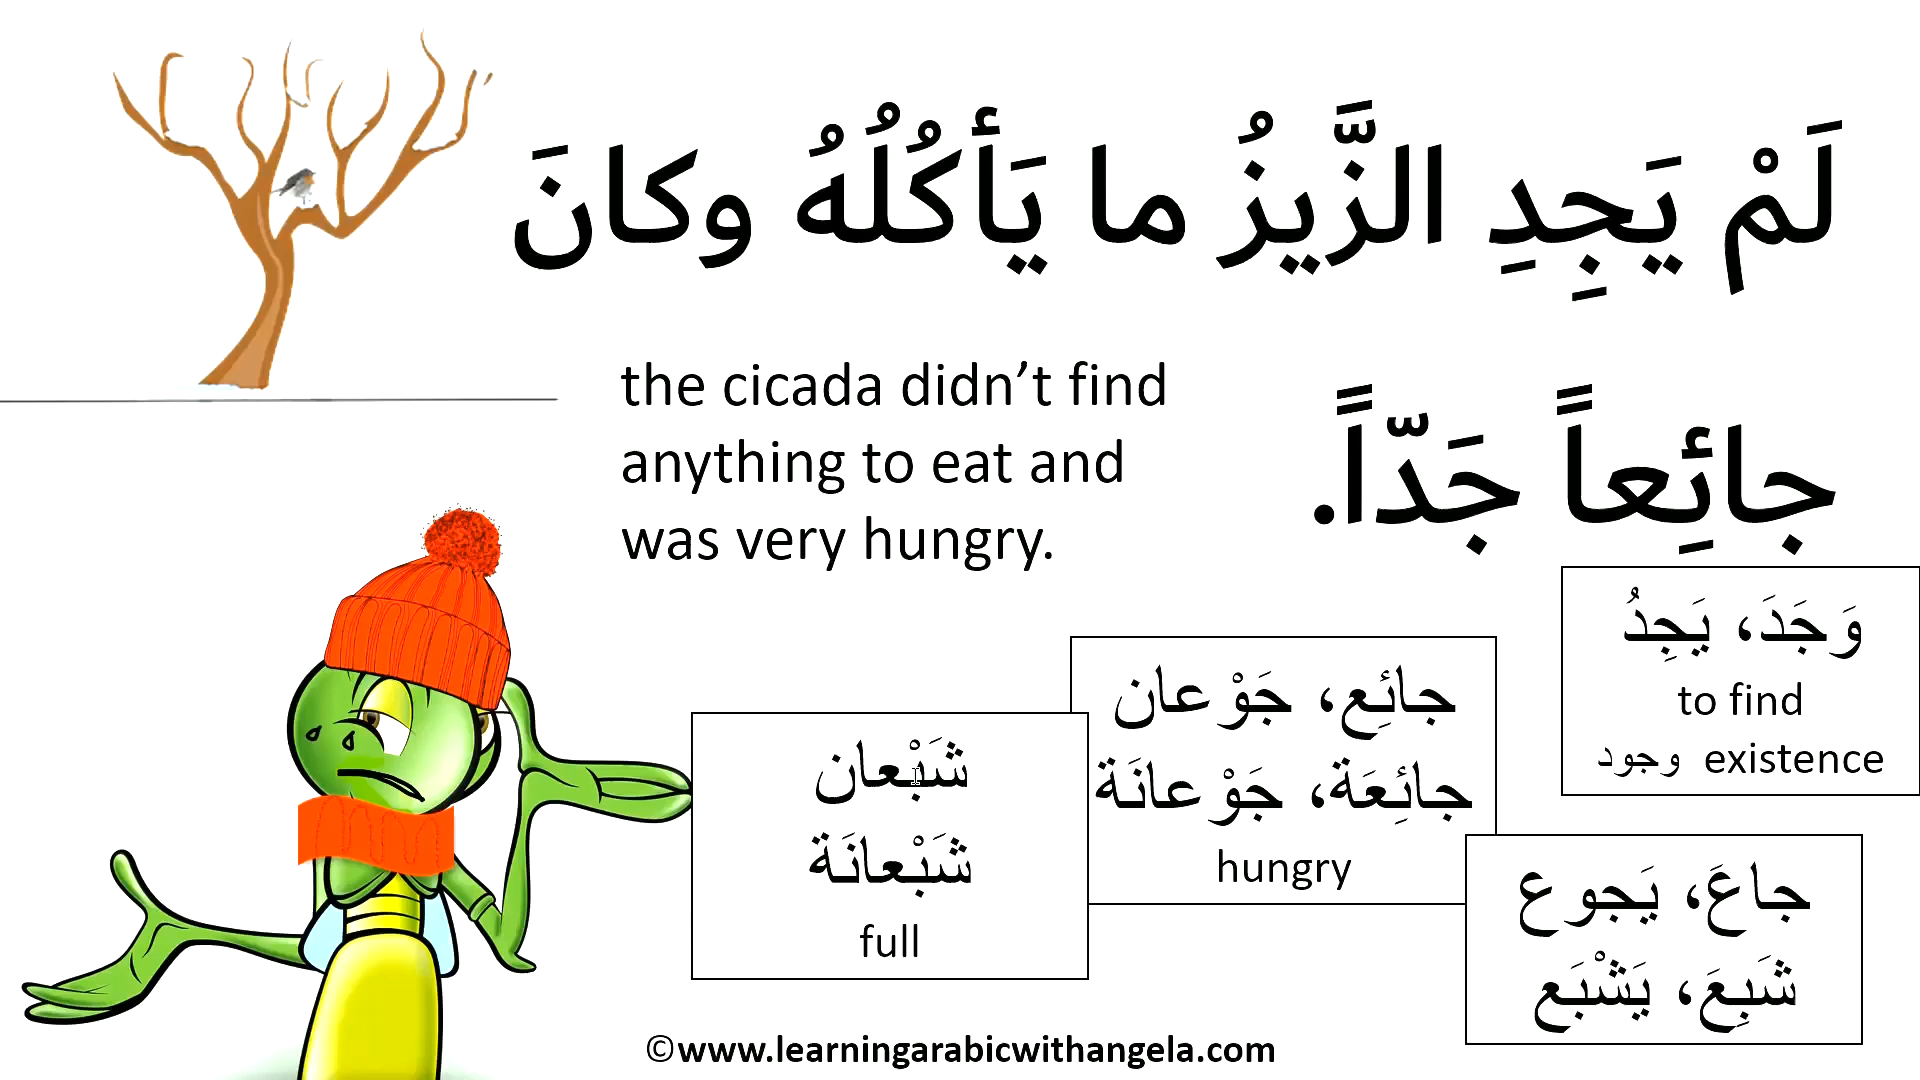 لَمْ يَجِدِ الزَّيزُ ما يَأكُلُهُ وكانَ
جائِعاً جَدّاً.
the cicada didn’t find
anything to eat and
was very hungry.
وَجَدَ، يَجِدُ
to find
وجود existence
جائِع، جَوْعان
جائِعَة، جَوْعانَة
hungry
شَبْعان
شَبْعانَة
full
جاعَ، يَجوع
شَبِعَ، يَشْبَع
©www.learningarabicwithangela.com